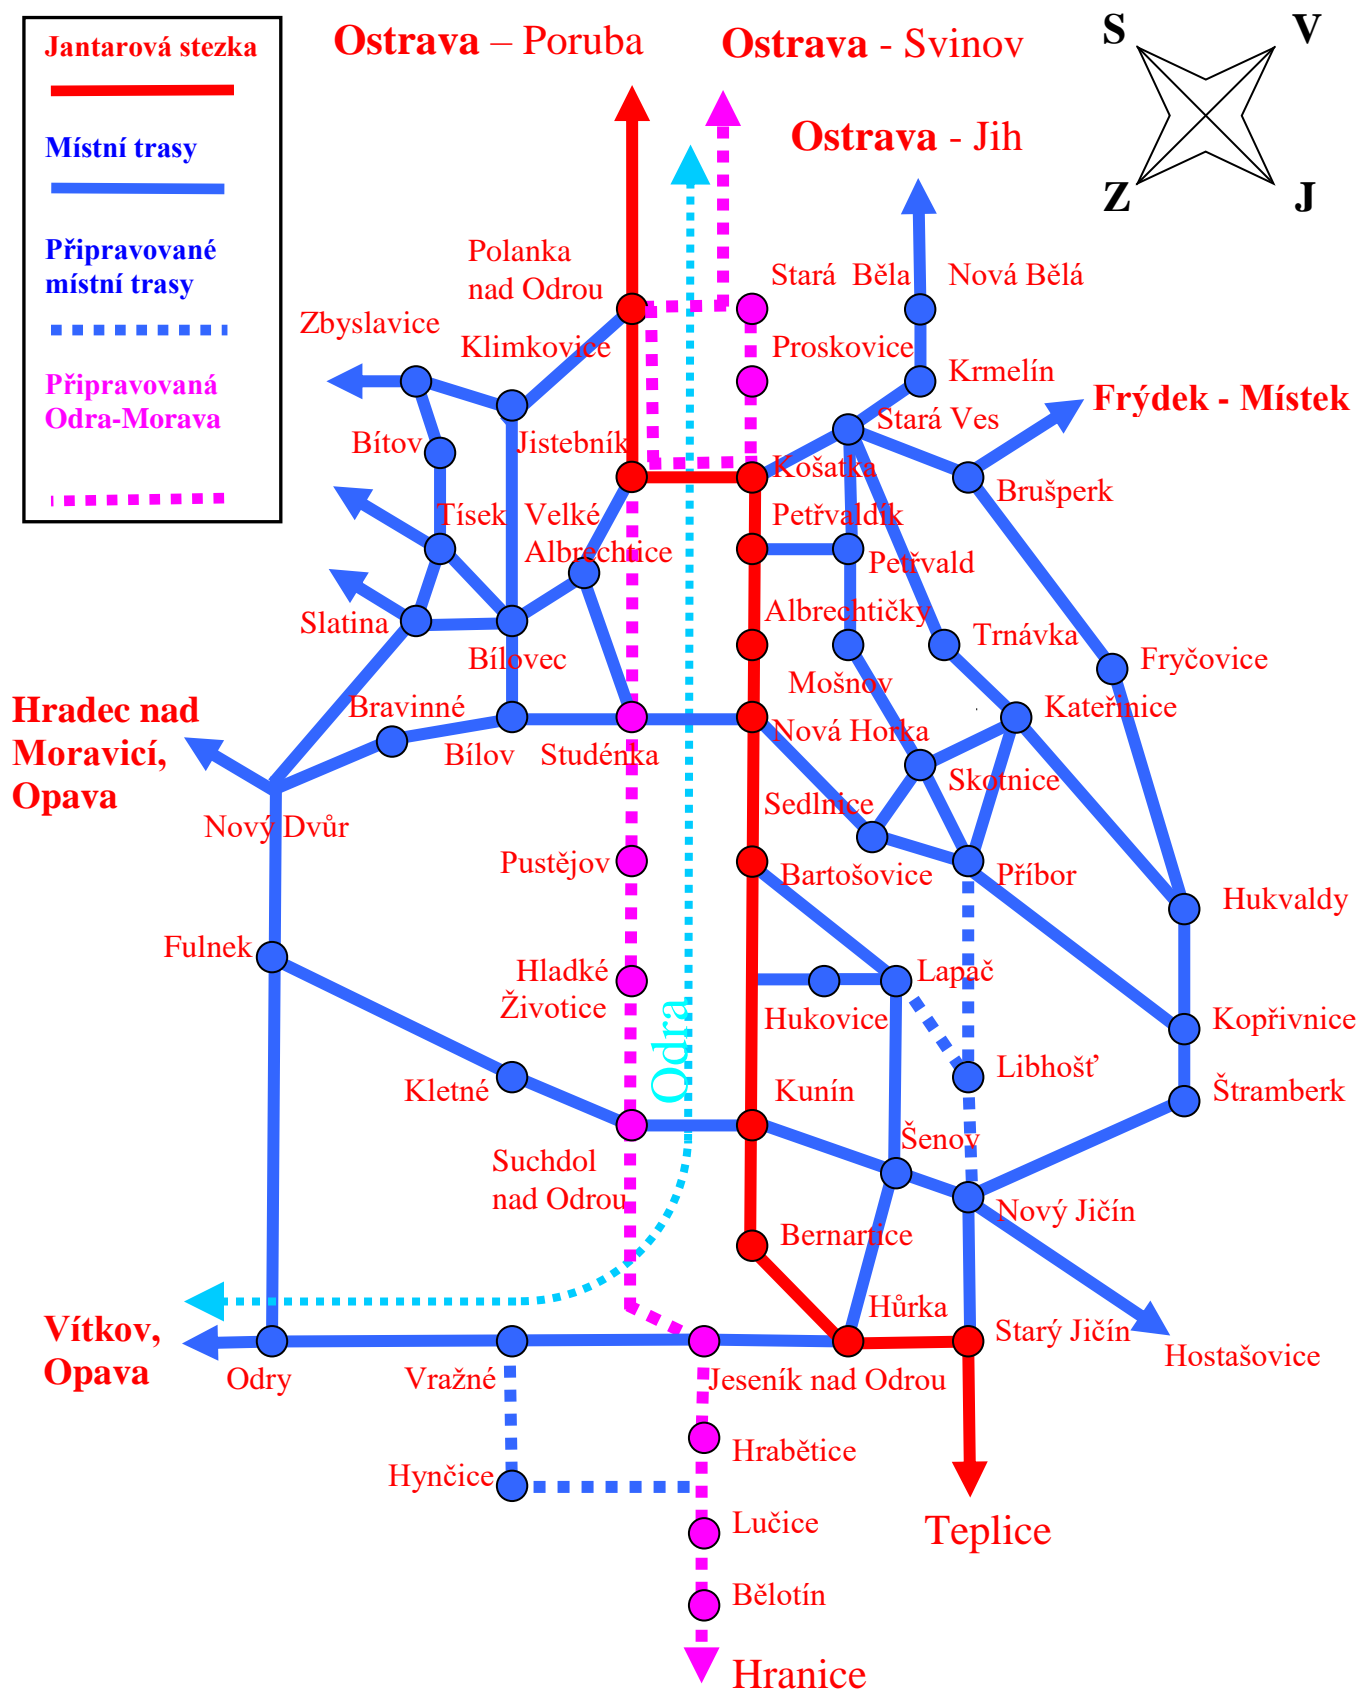 Jantarová stezka
Místní trasy
Připravované
místní trasy
Připravovaná
Odra-Morava
Ostrava – Poruba
Ostrava - Svinov
Ostrava - Jih
S
V
Z
J
Polanka
nad Odrou
Stará Běla
Nová Bělá
Zbyslavice
Klimkovice
Proskovice
Krmelín
Frýdek - Místek
Bítov
Jistebník
Stará Ves
Košatka
Brušperk
Tísek
Velké
Albrechtice
Petřvaldík
Petřvald
Slatina
Albrechtičky
Trnávka
Bílovec
Mošnov
Fryčovice
Hradec nad
Moravicí,
Opava
Bravinné
Bílov
Studénka
Nová Horka
Kateřinice
Skotnice
Nový Dvůr
Sedlnice
Pustějov
Bartošovice
Příbor
Hukvaldy
Fulnek
Hladké
Životice
Lapač
Odra
Hukovice
Kopřivnice
Kletné
Kunín
Libhošť
Štramberk
Suchdol
nad Odrou
Šenov
Nový Jičín
Bernartice
Hůrka
Starý Jičín
Hostašovice
Vítkov,
Opava
Odry
Vražné
Jeseník nad Odrou
Hrabětice
Hynčice
Lučice
Teplice
Bělotín
Hranice